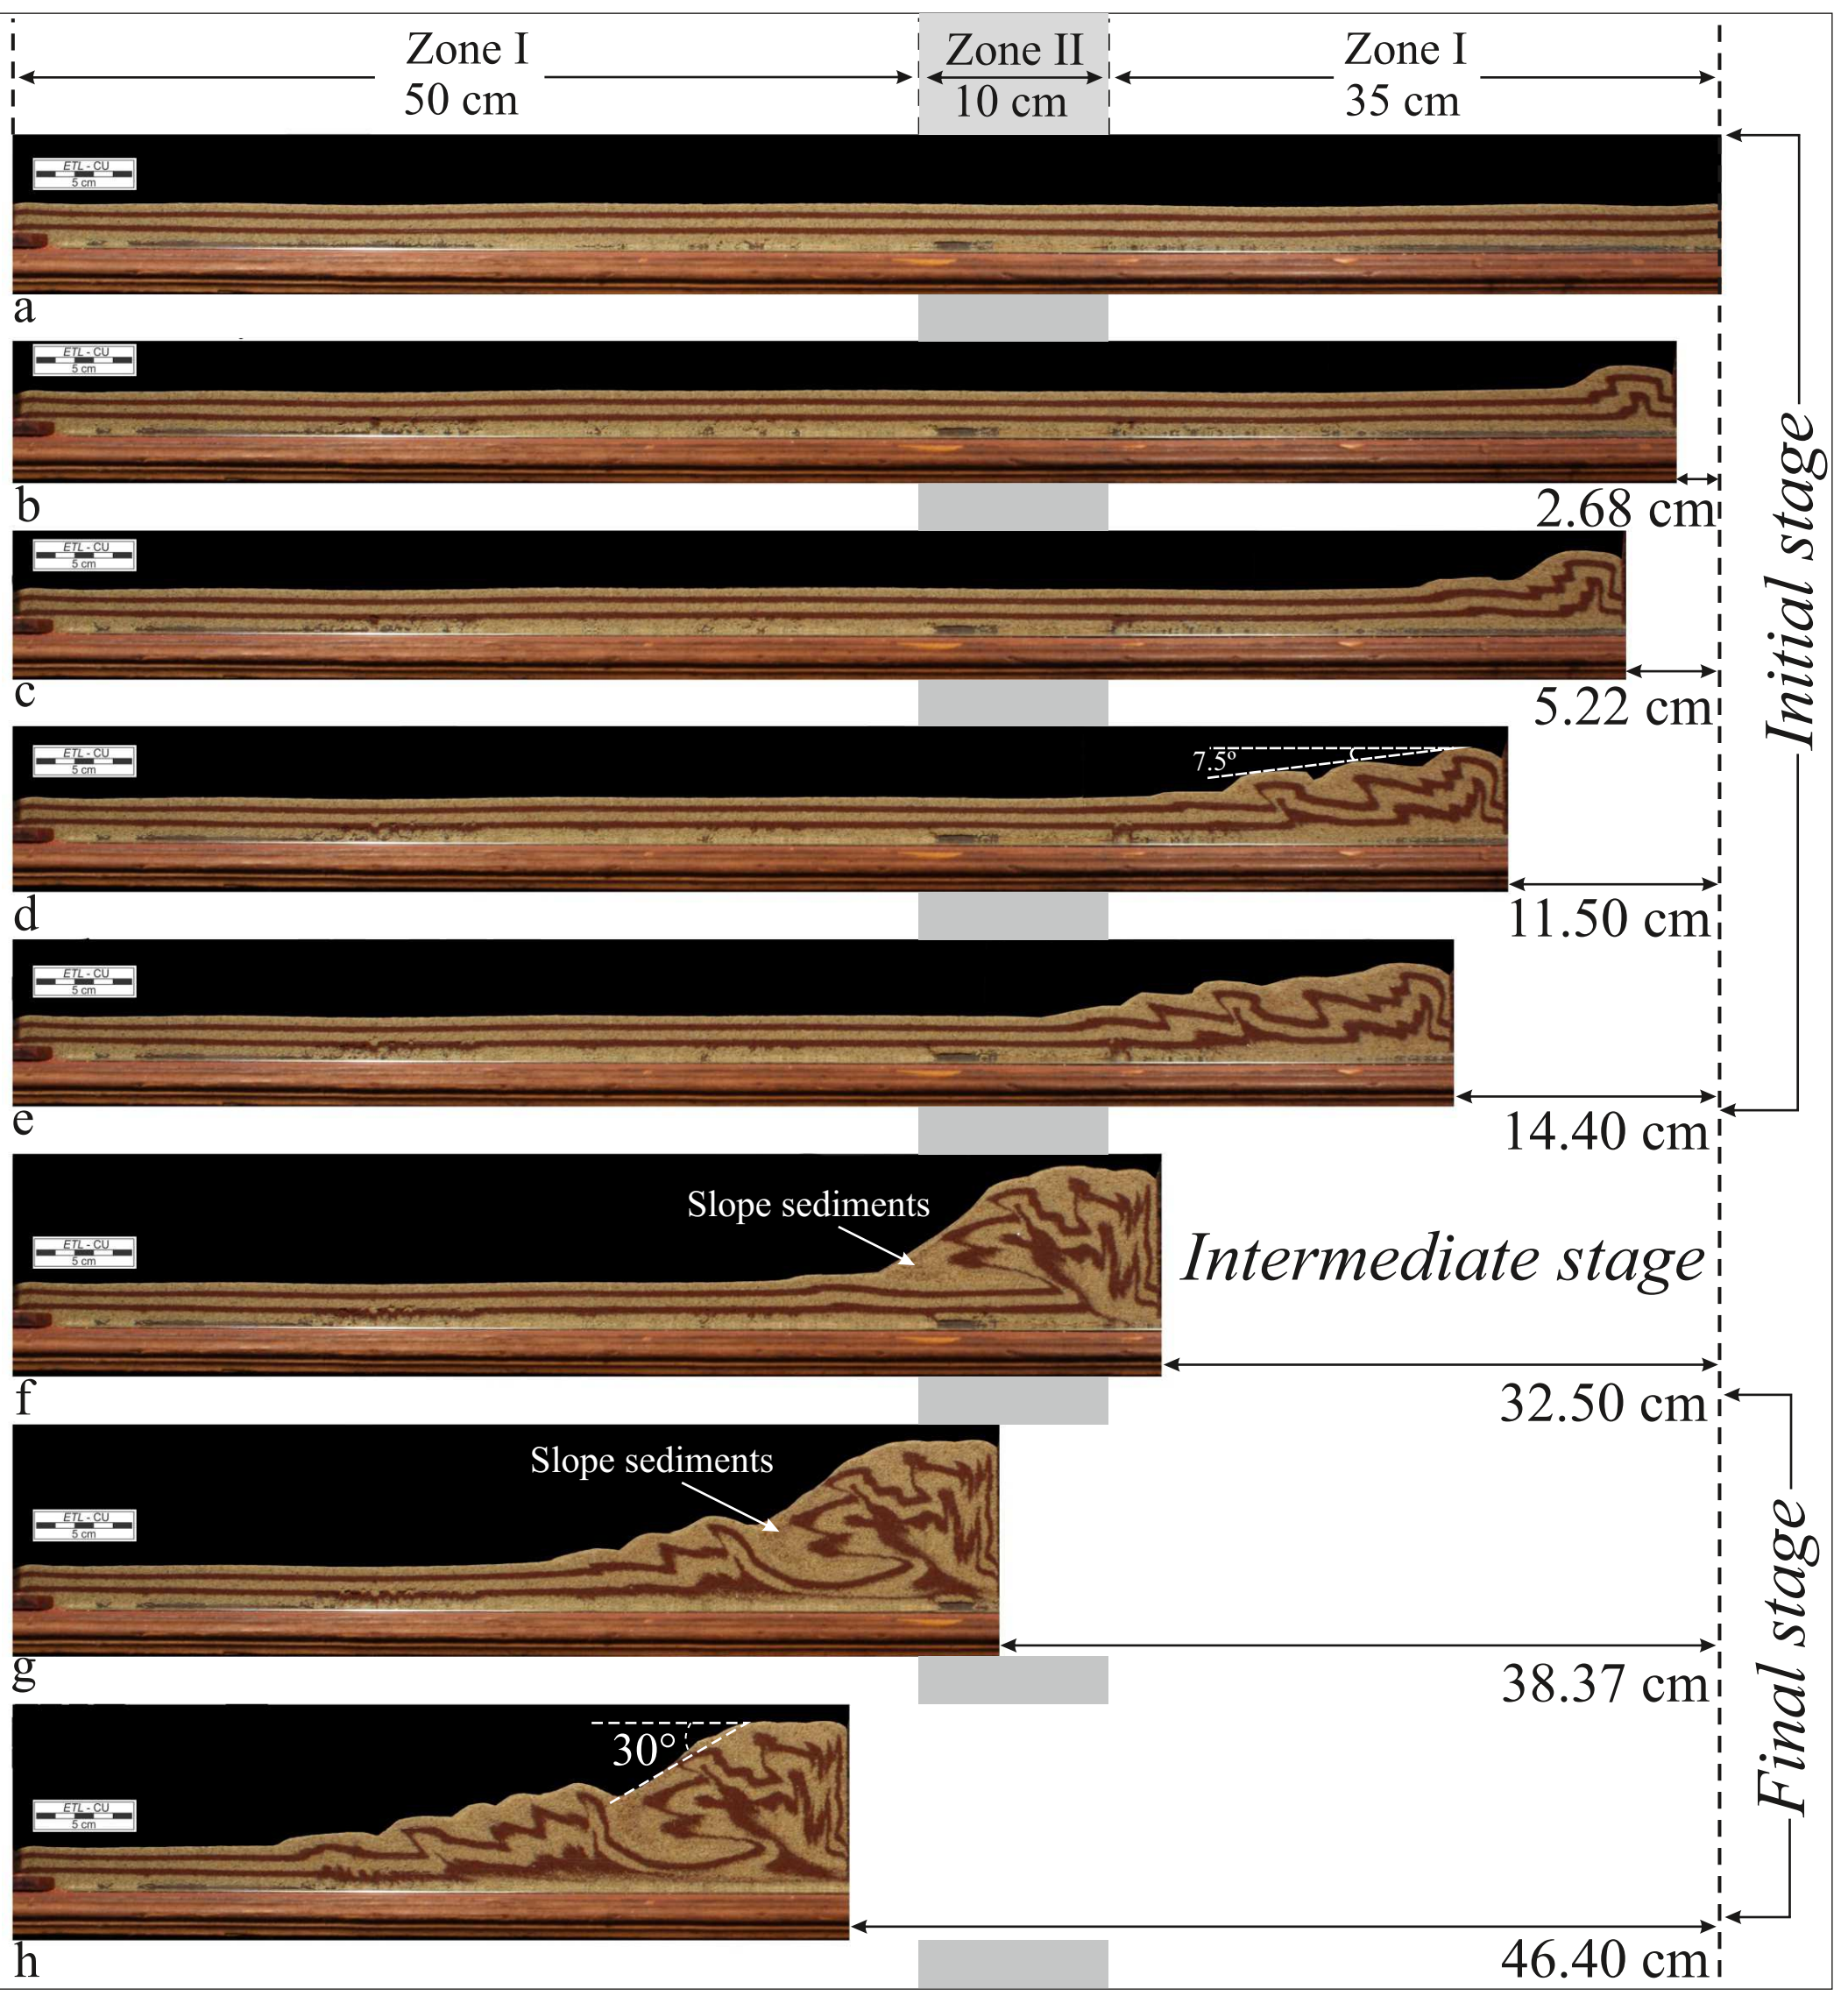 Zone I
50 cm
Zone II
10 cm
Zone I
35 cm
ETL - CU
5 cm
a
ETL - CU
5 cm
b
2.68 cm
ETL - CU
5 cm
c
5.22 cm
Initial stage
ETL - CU
5 cm
7.5°
d
11.50 cm
ETL - CU
5 cm
e
14.40 cm
Slope sediments
ETL - CU
5 cm
Intermediate stage
f
32.50 cm
Slope sediments
ETL - CU
5 cm
g
38.37 cm
Final stage
30°
ETL - CU
5 cm
h
46.40 cm